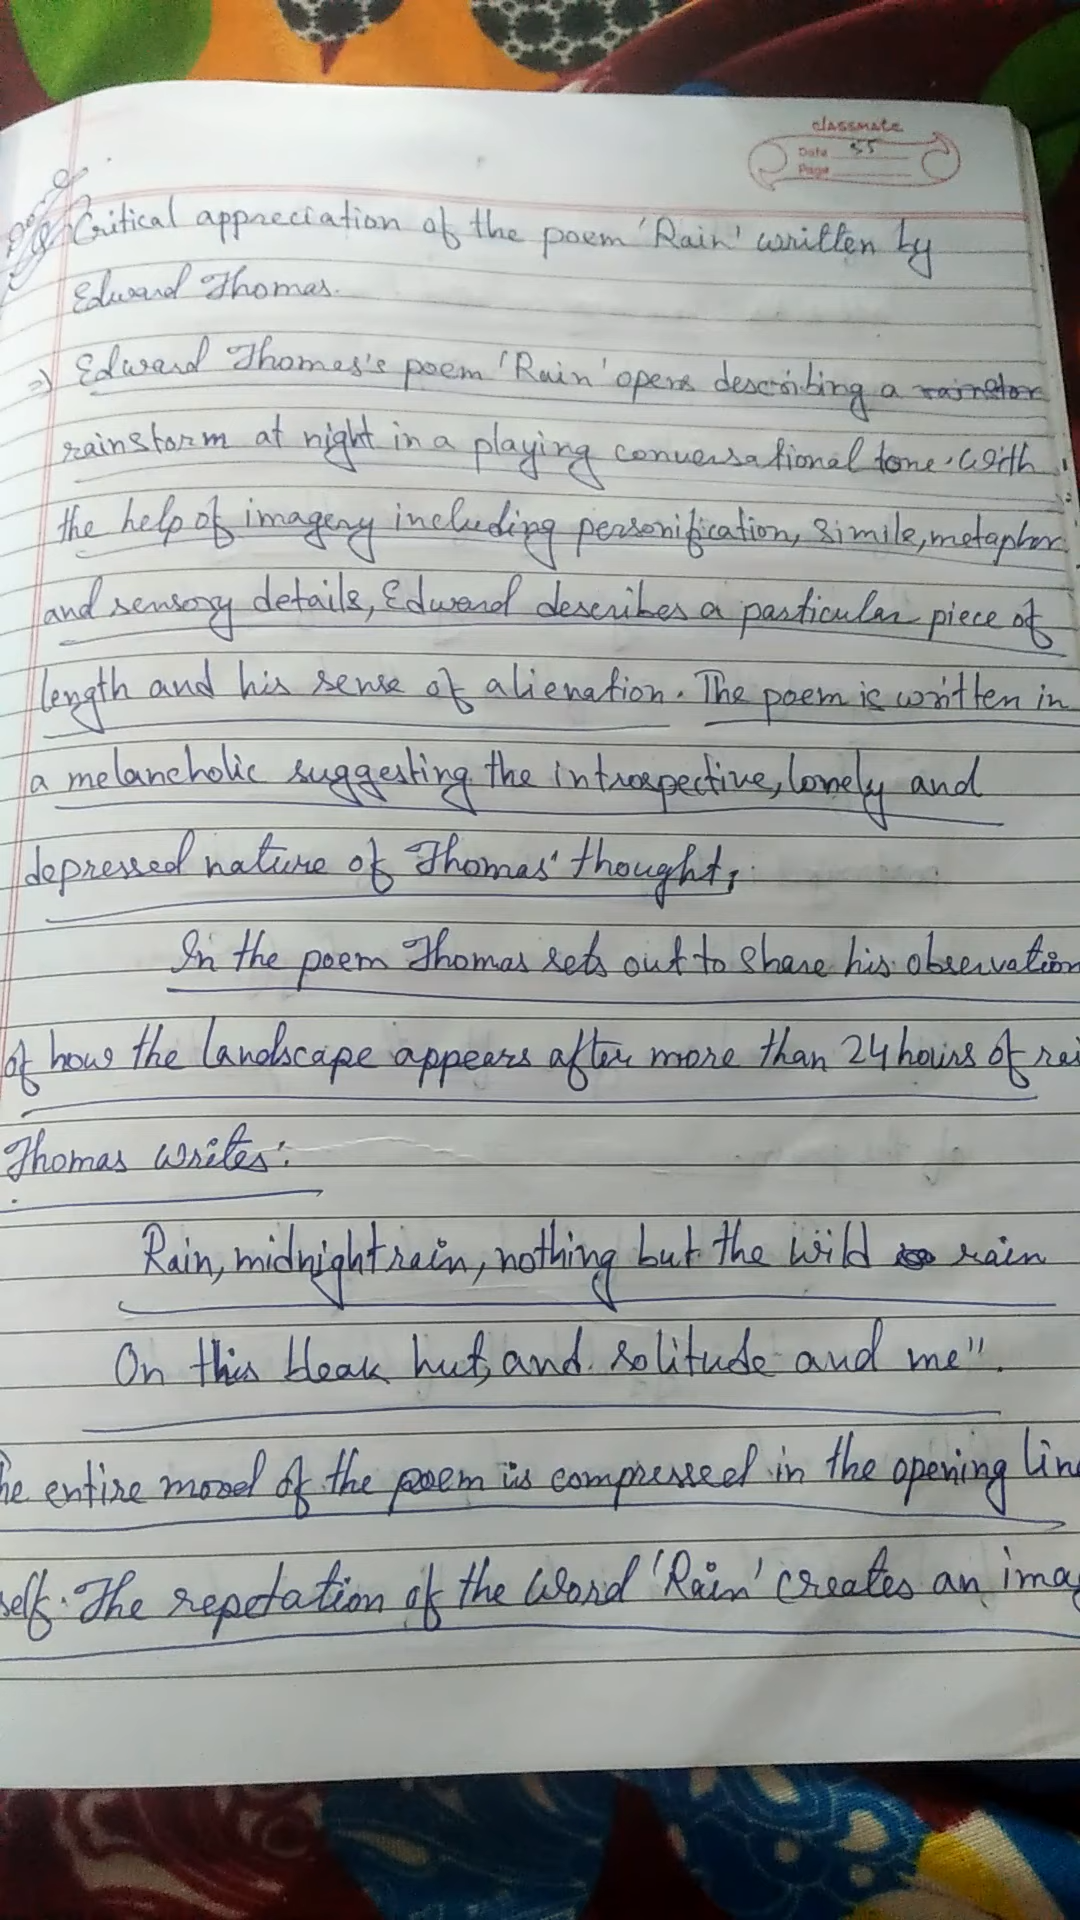 classmate
Date 55
Page
Critical appreciation of the poem 'Rain' written by
Edward Thomas.
⇒) Edward Thomas's poem 'Rain' opens describing a rainstor
rainstorm at night in a playing conversational tone. With
the help of imagery including personification, simile, metaphor
and sensory details, Edward describes a particular piece of
length and his sense of alienation. The poem is written in
a melancholic suggesting the introspective, lonely and
depressed nature of Thomas' thought,
In the poem Thomas sets out to share his observation
of how the landscape appears after more than 24 hours of rai
Thomas writes:
Rain, midnight rain, nothing but the wild rain
On this bleak hut, and solitude and me".
he entire mood of the poem is compressed in the opening line
self. The repetation of the word 'Rain' creates an imag